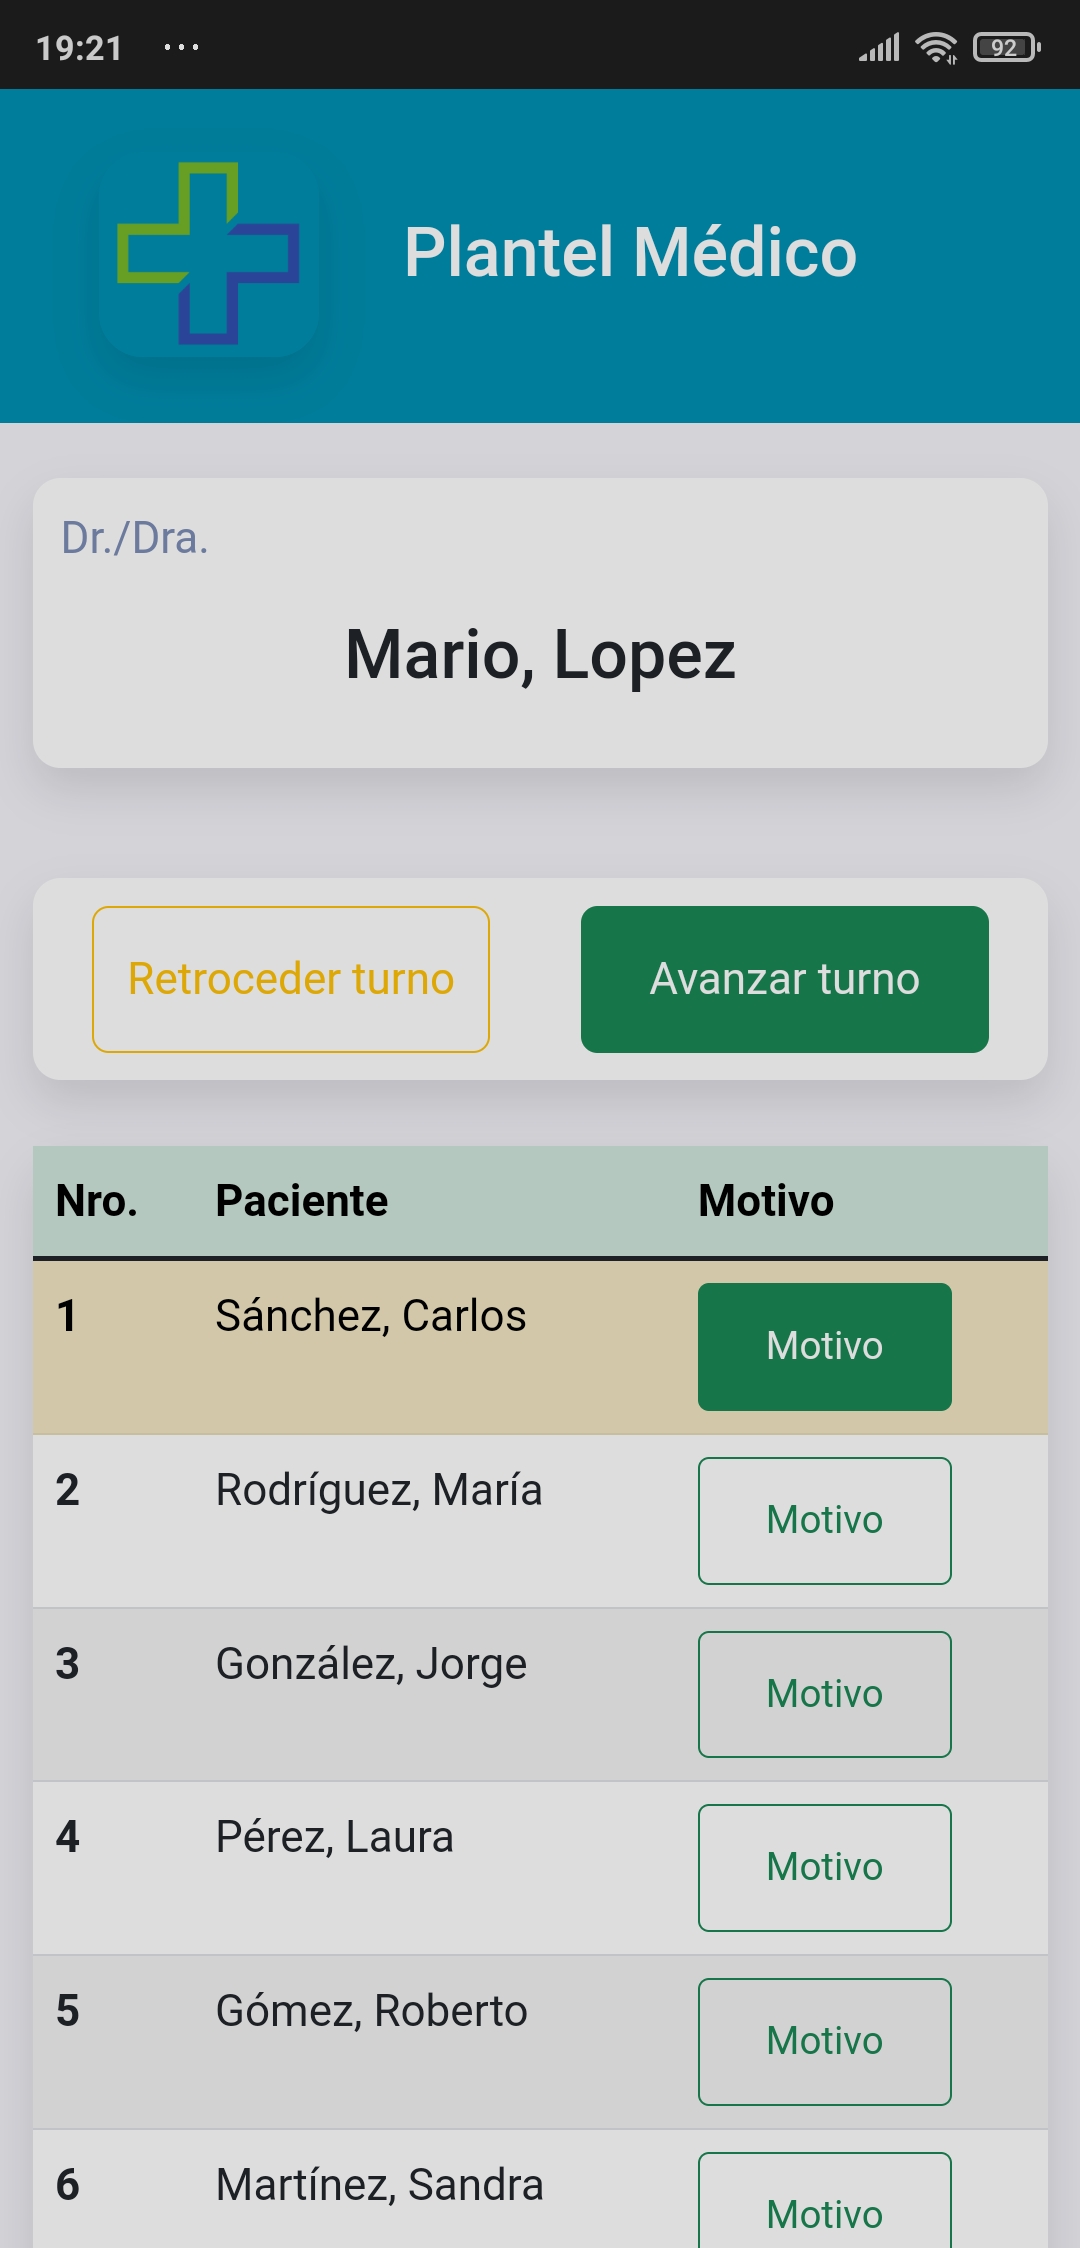 19:21 ... 92
Plantel Médico
Dr./Dra.
Mario, Lopez
Retroceder turno Avanzar turno
Nro. Paciente Motivo
1 Sánchez, Carlos Motivo
2 Rodríguez, María Motivo
3 González, Jorge Motivo
4 Pérez, Laura Motivo
5 Gómez, Roberto Motivo
6 Martínez, Sandra Motivo